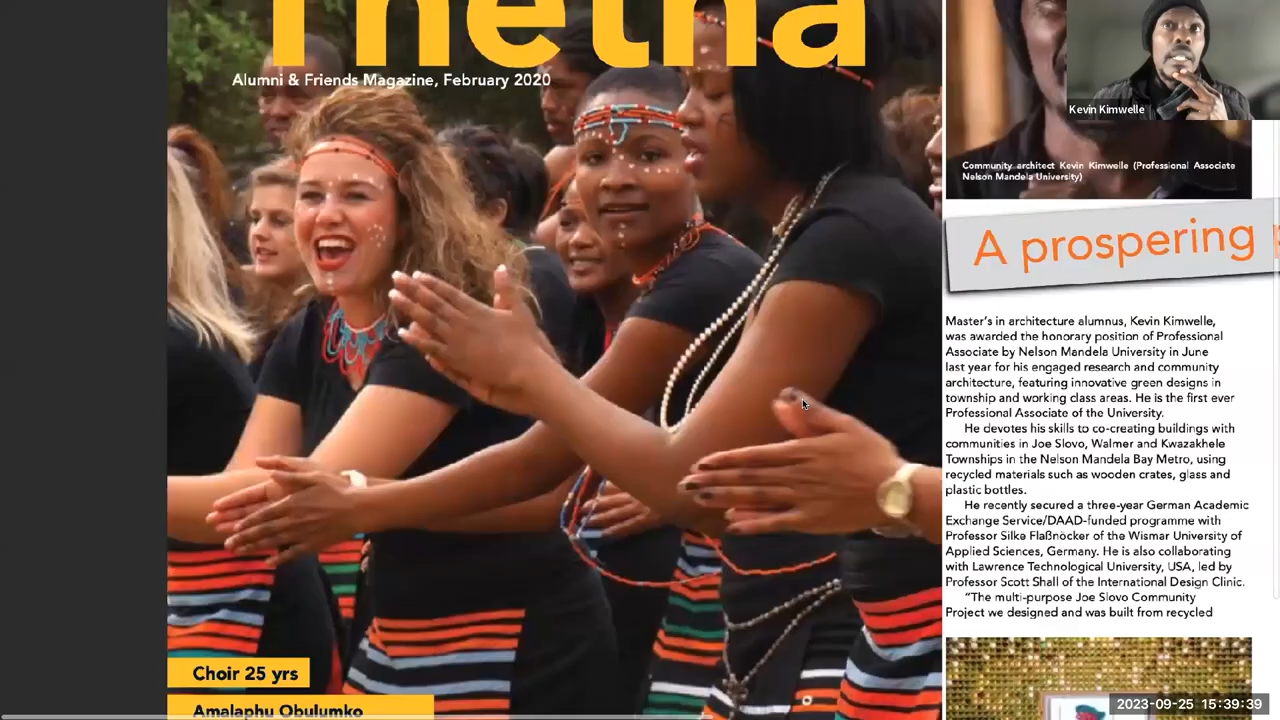 Thetha
Alumni & Friends Magazine, February 2020
Choir 25 yrs
Amalaphu Obulumko
Kevin Kimwelle
Community architect Kevin Kimwelle (Professional Associate
Nelson Mandela University)
A prospering
Master's in architecture alumnus, Kevin Kimwelle,
was awarded the honorary position of Professional
Associate by Nelson Mandela University in June
last year for his engaged research and community
architecture, featuring innovative green designs in
township and working class areas. He is the first ever
Professional Associate of the University.
He devotes his skills to co-creating buildings with
communities in Joe Slovo, Walmer and Kwazakhele
Townships in the Nelson Mandela Bay Metro, using
recycled materials such as wooden crates, glass and
plastic bottles.
He recently secured a three-year German Academic
Exchange Service/DAAD-funded programme with
Professor Silke Flaßnöcker of the Wismar University of
Applied Sciences, Germany. He is also collaborating
with Lawrence Technological University, USA, led by
Professor Scott Shall of the International Design Clinic.
“The multi-purpose Joe Slovo Community
Project we designed and was built from recycled
2023-09-25 15:39:39